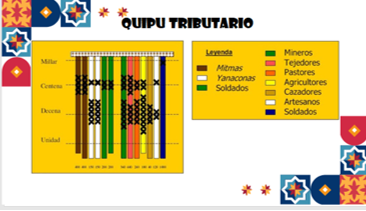 QUIPU TRIBUTARIO
Millar
Centena
Decena
Unidad
Leyenda
Mitmas
Yanaconas
Soldados
Mineros
Tejedores
Pastores
Agricultores
Cazadores
Artesanos
Soldados